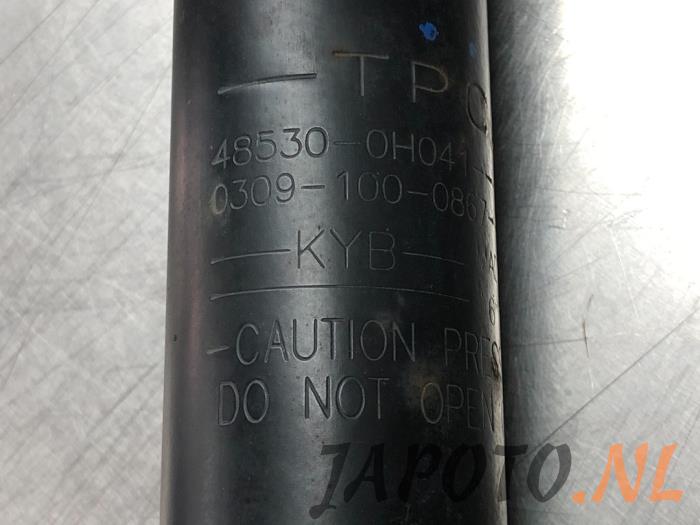 TPC
48530-0H041
0309-100-0867
KYB
-CAUTION PRES
DO NOT OPEN
JAPOTO.NL